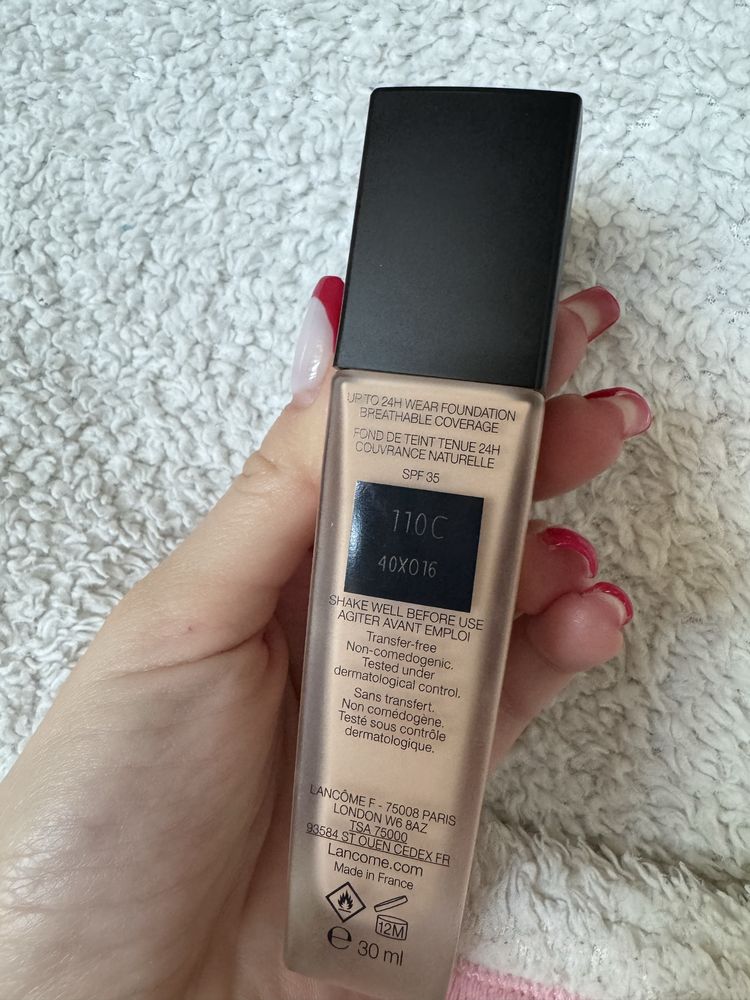 UP TO 24H WEAR FOUNDATION
BREATHABLE COVERAGE
FOND DE TEINT TENUE 24H
COUVRANCE NATURELLE
SPF 35
110C
40X016
SHAKE WELL BEFORE USE
AGITER AVANT EMPLOI
Transfer-free
Non-comedogenic.
Tested under
dermatological control.
Sans transfert.
Non comédogène.
Testé sous contrôle
dermatologique.
LANCÔME F - 75008 PARIS
LONDON W6 8AZ
TSA 75000
93584 ST OUEN CEDEX FR
Lancome.com
Made in France
12M
℮ 30 ml